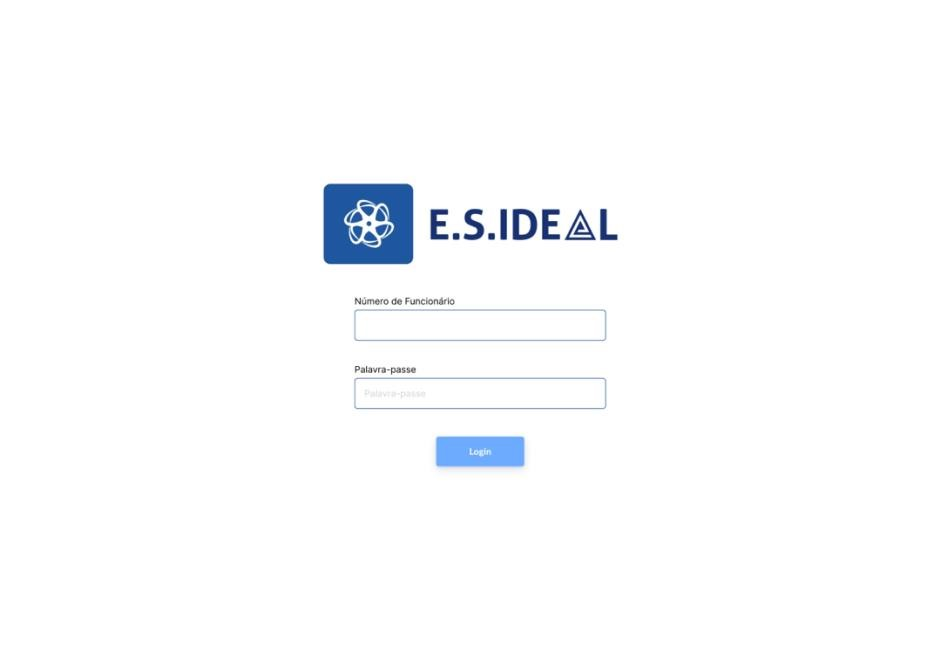 E.S.IDEAL
Número de Funcionário
Palavra-passe
Palavra-passe
Login